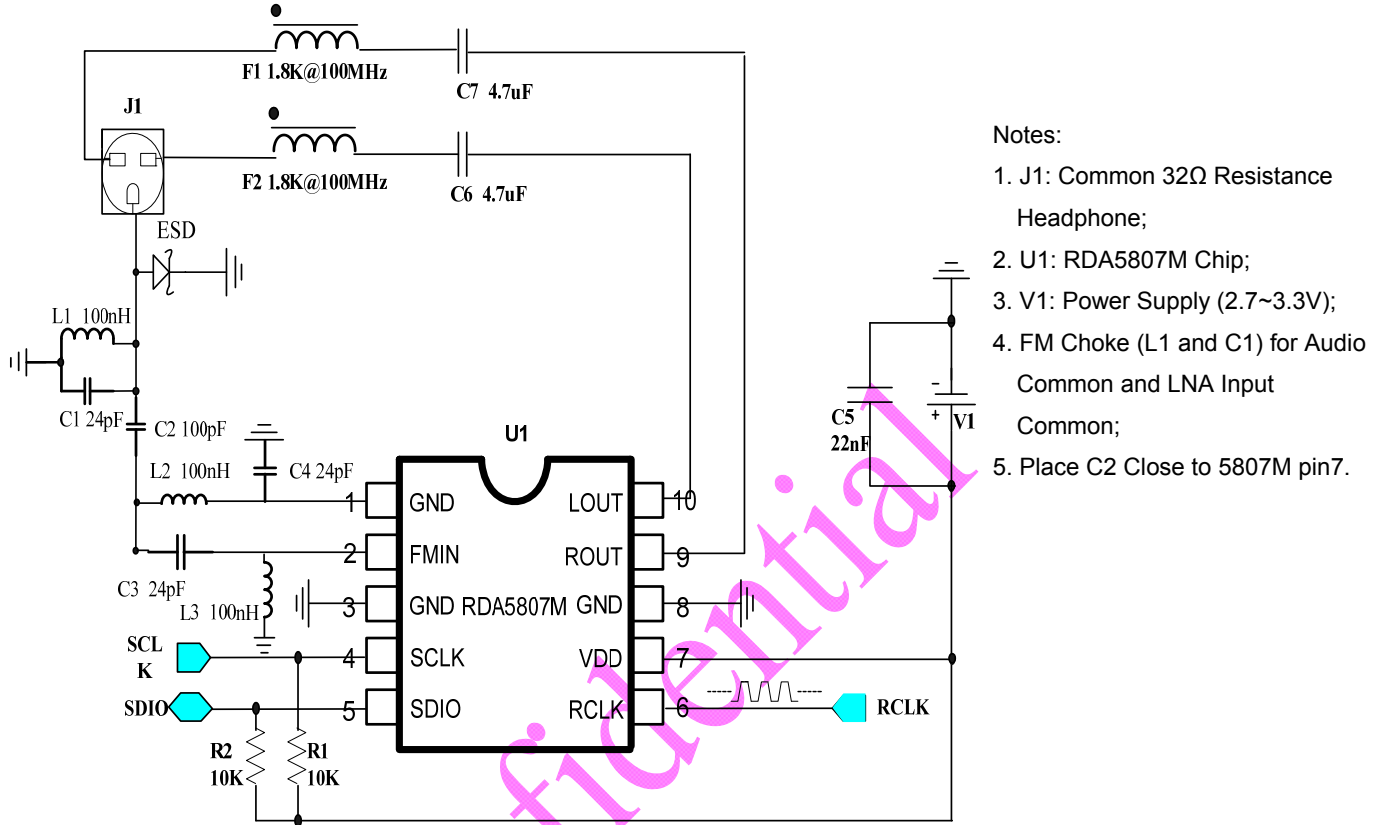 F1 1.8K@100MHz
C7 4.7uF
J1
F2 1.8K@100MHz
C6 4.7uF
ESD
L1 100nH
C1 24pF
C2 100pF
L2 100nH
C4 24pF
U1
1
GND
LOUT
10
2
FMIN
ROUT
9
C3 24pF
L3 100nH
3
GND
RDA5807M
GND
8
SCL
K
4
SCLK
VDD
7
SDIO
5
SDIO
RCLK
6
RCLK
R2
10K
R1
10K
C5
22nF
-
+
V1
Notes:
1. J1: Common 32Ω Resistance
Headphone;
2. U1: RDA5807M Chip;
3. V1: Power Supply (2.7~3.3V);
4. FM Choke (L1 and C1) for Audio
Common and LNA Input
Common;
5. Place C2 Close to 5807M pin7.
fidential